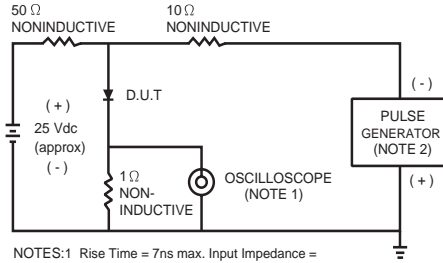 50 Ω
NONINDUCTIVE
10 Ω
NONINDUCTIVE
D.U.T
( + )
25 Vdc
(approx)
( - )
( - )
PULSE
GENERATOR
(NOTE 2)
( + )
1 Ω
NON-
INDUCTIVE
OSCILLOSCOPE
(NOTE 1)
NOTES:1 Rise Time = 7ns max. Input Impedance =